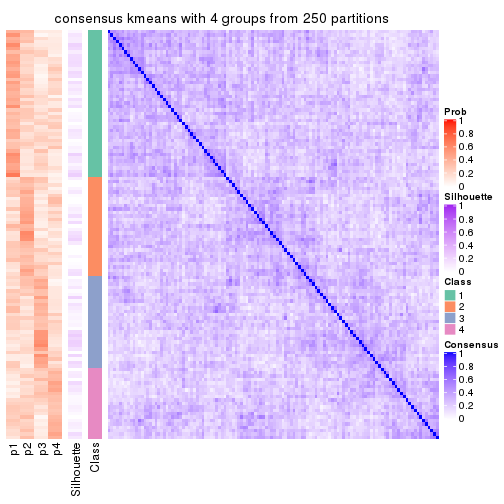 consensus kmeans with 4 groups from 250 partitions
Prob
1
0.8
0.6
0.4
0.2
0
Silhouette
1
0.8
0.6
0.4
0.2
0
Class
1
2
3
4
Consensus
1
0.8
0.6
0.4
0.2
0
p1
p2
p3
p4
Silhouette
Class